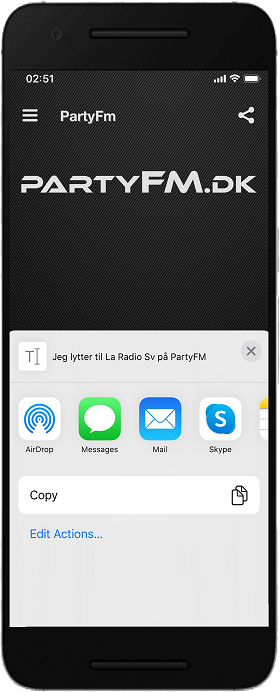 02:51
PartyFm
PARTYFM.DK
Jeg lytter til La Radio Sv på PartyFM
AirDrop
Messages
Mail
Skype
Copy
Edit Actions...